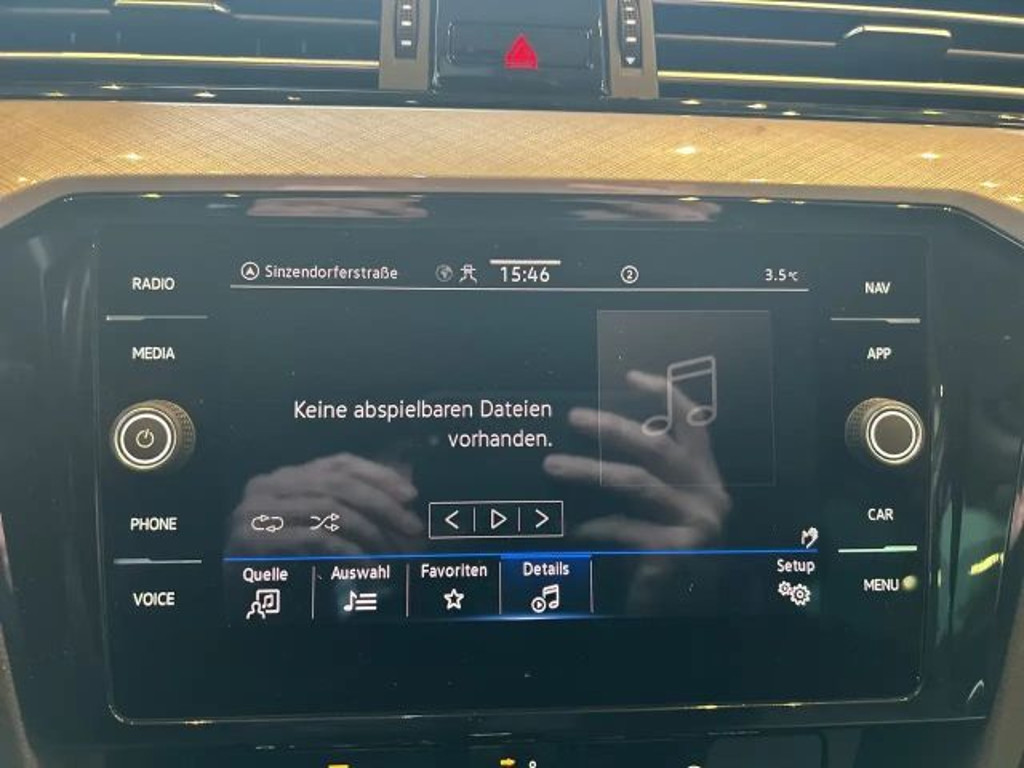 RADIO
MEDIA
PHONE
VOICE
Sinzendorferstraße 15:46 2 3.5°C
Keine abspielbaren Dateien
vorhanden.
Quelle Auswahl Favoriten Details Setup
NAV
APP
CAR
MENU